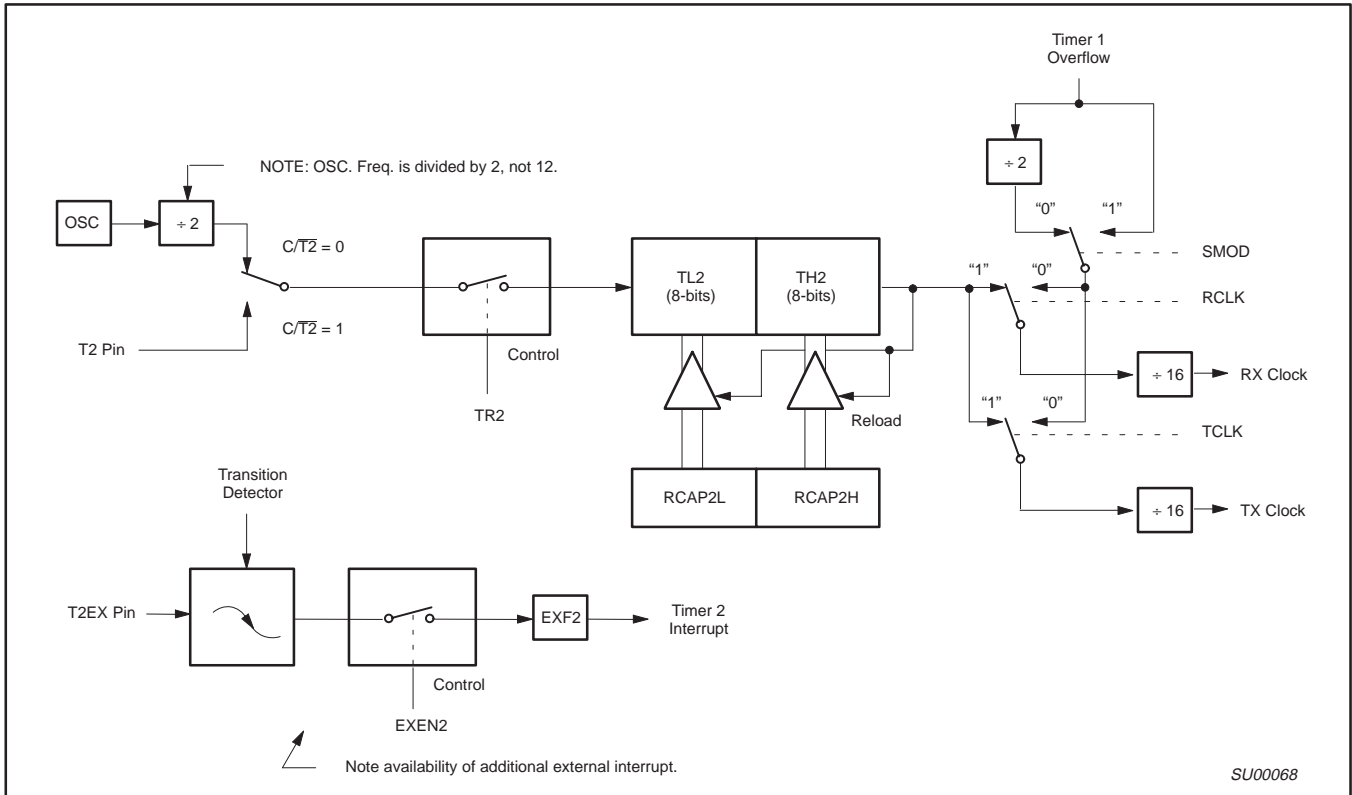 Timer 1
Overflow
÷ 2
NOTE: OSC. Freq. is divided by 2, not 12.
“0”
“1”
OSC
÷ 2
C/T2 = 0
SMOD
TL2
(8-bits)
TH2
(8-bits)
“1”
“0”
RCLK
C/T2 = 1
T2 Pin
Control
÷ 16
RX Clock
TR2
Reload
“1”
“0”
TCLK
Transition
Detector
RCAP2L
RCAP2H
÷ 16
TX Clock
T2EX Pin
EXF2
Timer 2
Interrupt
Control
EXEN2
Note availability of additional external interrupt.
SU00068